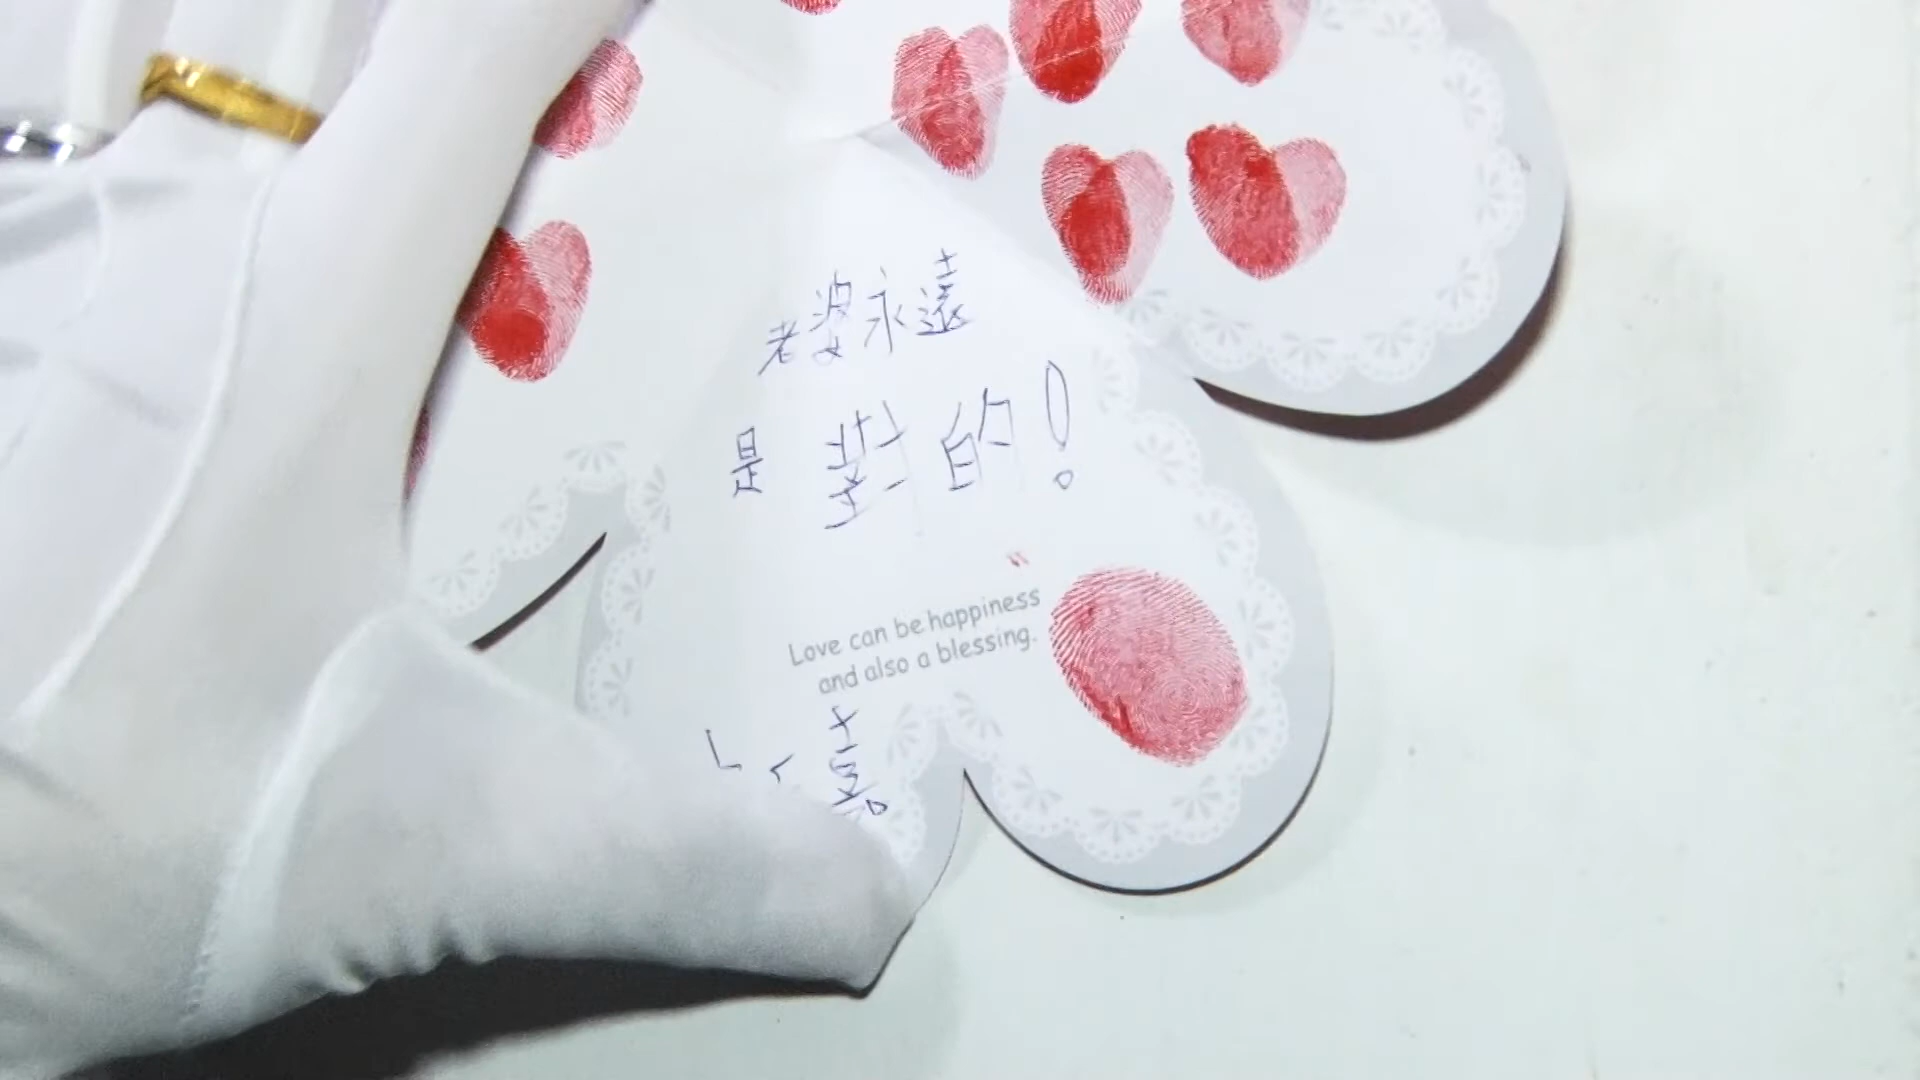 老婆永遠
是對的!
Love can be happiness
and also a blessing.